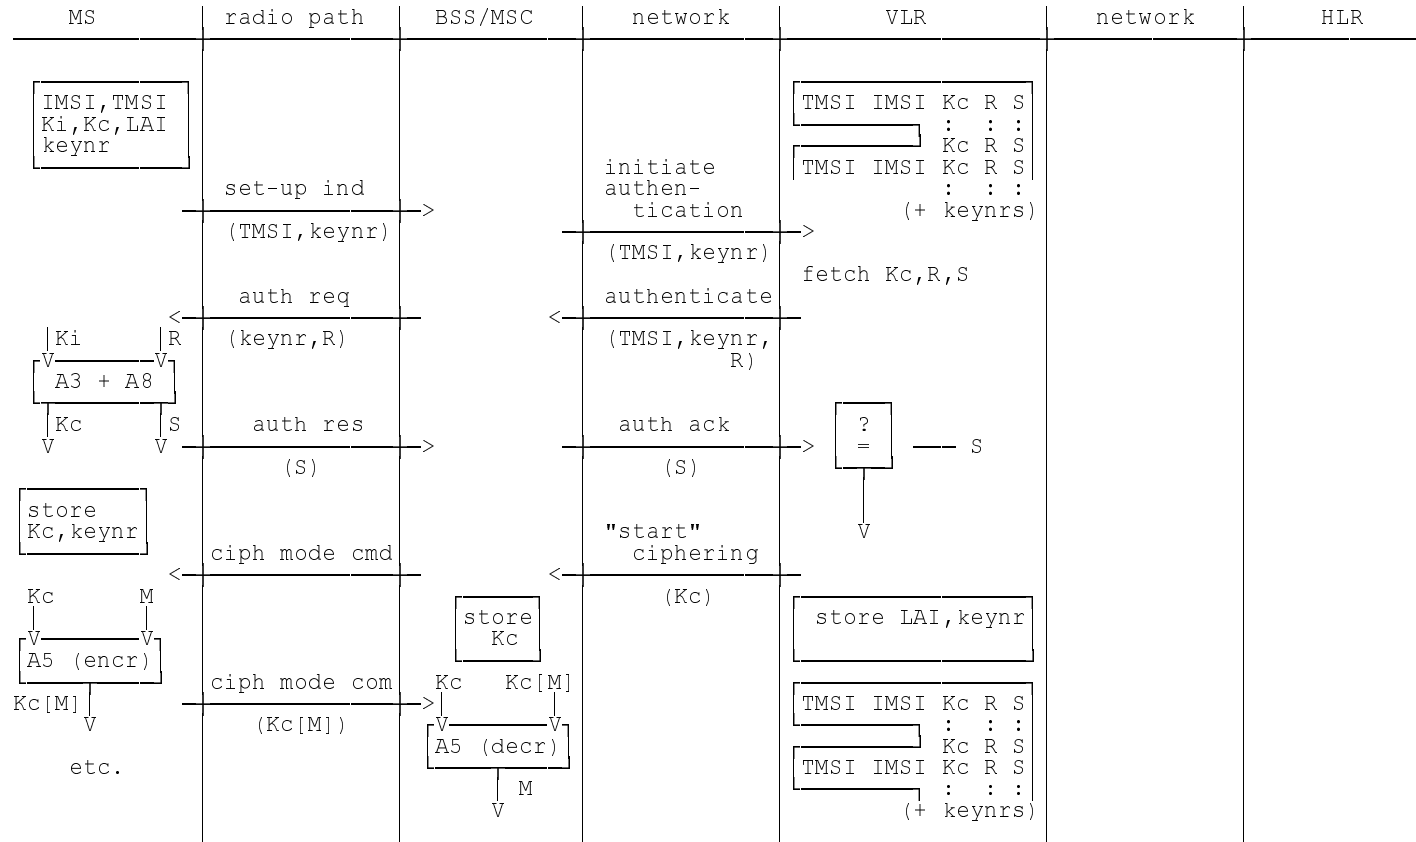 MS radio path BSS/MSC network VLR network HLR
IMSI,TMSI TMSI IMSI Kc R S
Ki,Kc,LAI : : :
keynr Kc R S
initiate TMSI IMSI Kc R S
set-up ind authen- : : :
> tication (+ keynrs)
(TMSI,keynr) >
(TMSI,keynr)
fetch Kc,R,S
auth req authenticate
< <
Ki R (keynr,R) (TMSI,keynr,
V V R)
A3 + A8
Kc S auth res auth ack ?
V V > > = S
(S) (S)
store
Kc,keynr "start" V
ciph mode cmd ciphering
< <
Kc M (Kc)
store store LAI,keynr
V V Kc
A5 (encr)
ciph mode com Kc Kc[M]
Kc[M] > TMSI IMSI Kc R S
V (Kc[M]) V V : : :
A5 (decr) Kc R S
etc. TMSI IMSI Kc R S
M : : :
V (+ keynrs)